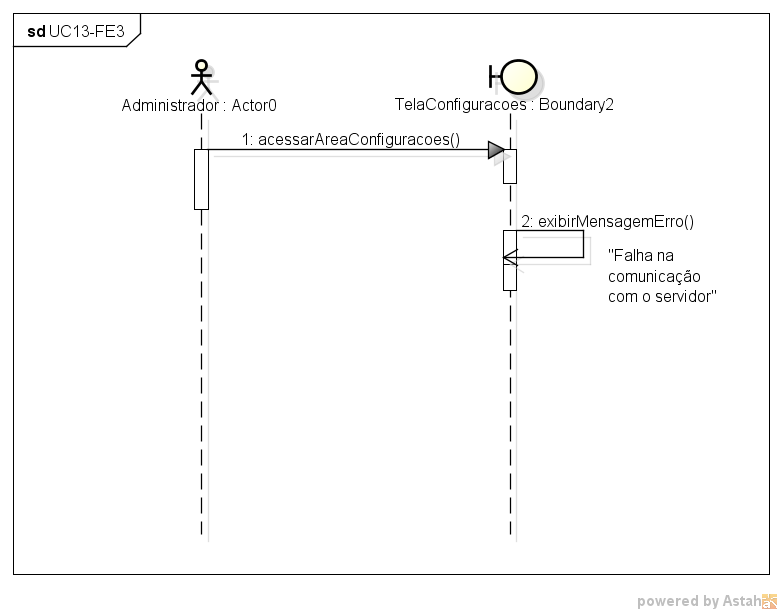 sd UC13-FE3
Administrador : Actor0
TelaConfiguracoes : Boundary2
1: acessarAreaConfiguracoes()
2: exibirMensagemErro()
"Falha na
comunicação
com o servidor"
powered by Astah